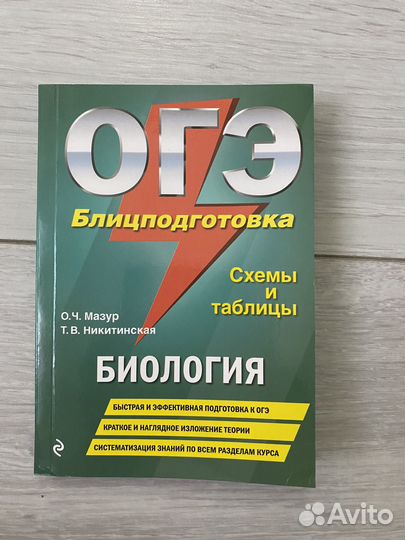 ОГЭ
Блицподготовка
Схемы и
таблицы
О.Ч. Мазур
Т.В. Никитинская
БИОЛОГИЯ
БЫСТРАЯ И ЭФФЕКТИВНАЯ ПОДГОТОВКА К ОГЭ
КРАТКОЕ И НАГЛЯДНОЕ ИЗЛОЖЕНИЕ ТЕОРИИ
СИСТЕМАТИЗАЦИЯ ЗНАНИЙ ПО ВСЕМ РАЗДЕЛАМ КУРСА
Avito